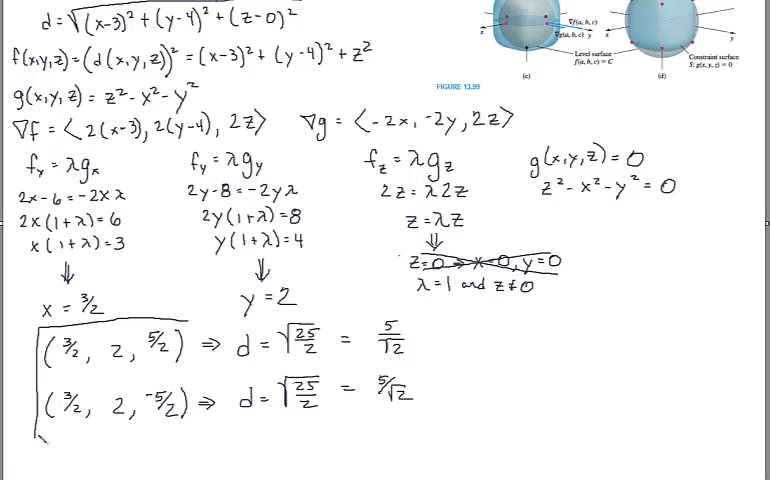 d = √(x-3)² + (y-4)² + (z-0)²
f(x,y,z) = (d(x,y,z))² = (x-3)² + (y-4)² + z²
g(x,y,z) = z² - x² - y²
∇f = ⟨2(x-3), 2(y-4), 2z⟩ ∇g = ⟨-2x, -2y, 2z⟩
∇f(a, b, c)
∇g(a, b, c)
x y
Level surface
f(a, b, c) = C
(c)
x y
Constraint surface
S: g(x, y, z) = 0
(d)
FIGURE 13.99
fx = λgx
2x - 6 = -2xλ
2x(1+λ) = 6
x(1+λ) = 3
⇓
x = 3/2
fy = λgy
2y - 8 = -2yλ
2y(1+λ) = 8
y(1+λ) = 4
⇓
y = 2
fz = λgz
2z = λ2z
z = λz
⇓
z = 0 ⇒ x = 0, y = 0
λ = 1 and z ≠ 0
g(x,y,z) = 0
z² - x² - y² = 0
(3/2, 2, 5/2) ⇒ d = √25/2 = 5/√2
(3/2, 2, -5/2) ⇒ d = √25/2 = 5/√2